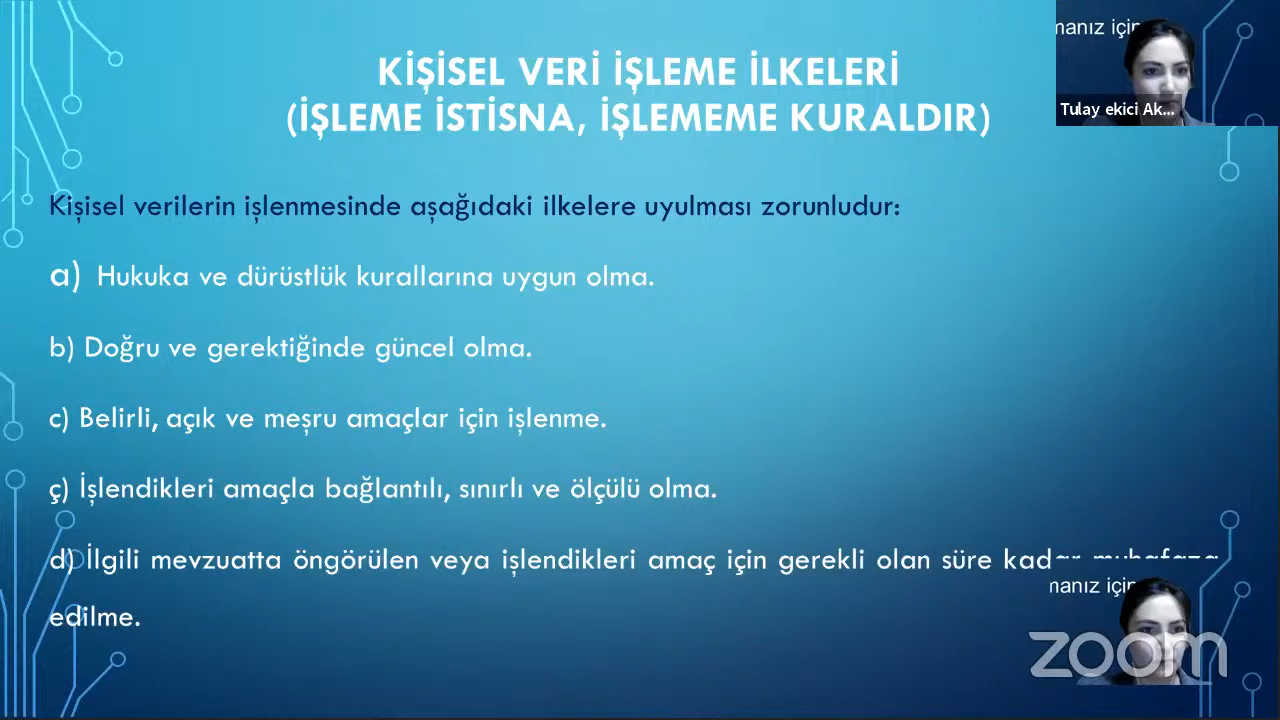 KİŞİSEL VERİ İŞLEME İLKELERİ
(İŞLEME İSTİSNA, İŞLEMEME KURALDIR)
manız için
Tulay ekici Ak...
Kişisel verilerin işlenmesinde aşağıdaki ilkelere uyulması zorunludur:
a) Hukuka ve dürüstlük kurallarına uygun olma.
b) Doğru ve gerektiğinde güncel olma.
c) Belirli, açık ve meşru amaçlar için işlenme.
ç) İşlendikleri amaçla bağlantılı, sınırlı ve ölçülü olma.
d) İlgili mevzuatta öngörülen veya işlendikleri amaç için gerekli olan süre kadar muhafaza
edilme.
manız için
zoom